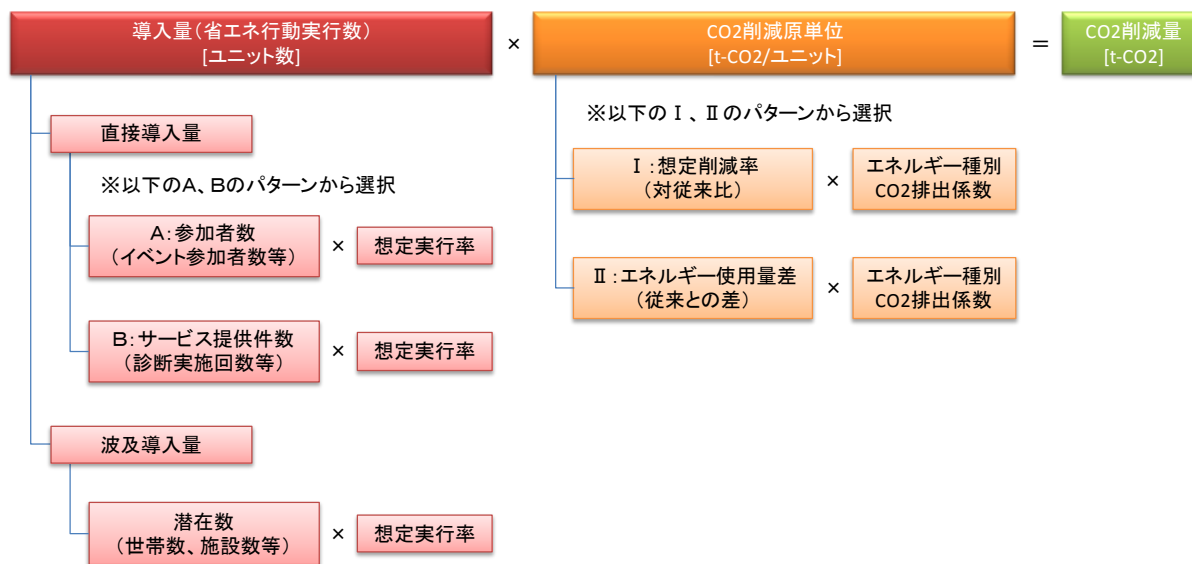 導入量(省エネ行動実行数)
[ユニット数]
×
CO2削減原単位
[t-CO2/ユニット]
=
CO2削減量
[t-CO2]
直接導入量
※以下のA、Bのパターンから選択
A:参加者数
(イベント参加者数等)
×
想定実行率
B:サービス提供件数
(診断実施回数等)
×
想定実行率
波及導入量
潜在数
(世帯数、施設数等)
×
想定実行率
※以下のⅠ、Ⅱのパターンから選択
Ⅰ:想定削減率
(対従来比)
×
エネルギー種別
CO2排出係数
Ⅱ:エネルギー使用量差
(従来との差)
×
エネルギー種別
CO2排出係数